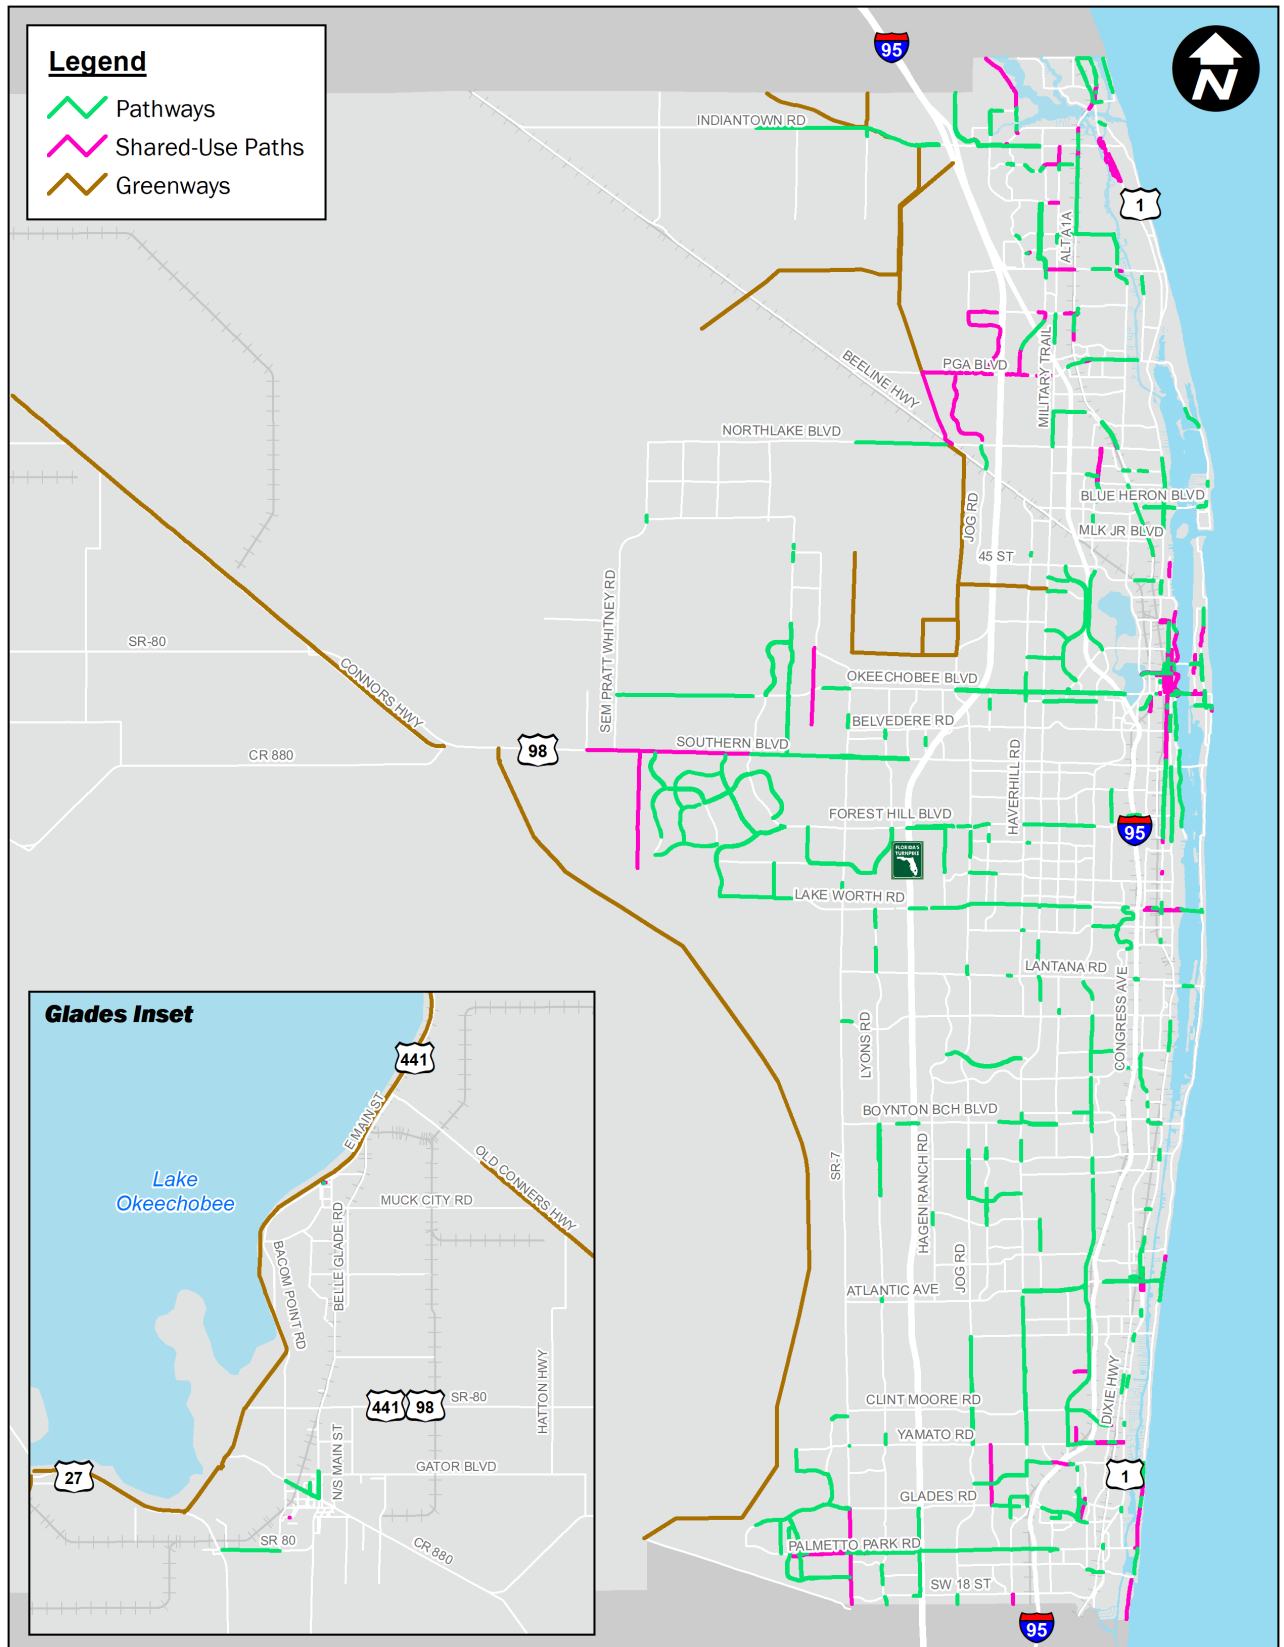 Legend
Pathways
Shared-Use Paths
Greenways
95
N
INDIANTOWN RD
1
ALT A1A
BEELINE HWY
PGA BLVD
MILITARY TRAIL
NORTHLAKE BLVD
JOG RD
BLUE HERON BLVD
MLK JR BLVD
45 ST
SEM PRATT WHITNEY RD
SR-80
CONNORS HWY
OKEECHOBEE BLVD
BELVEDERE RD
98
SOUTHERN BLVD
CR 880
HAVERHILL RD
FOREST HILL BLVD
95
FLORIDA'S
TURNPIKE
LAKE WORTH RD
LANTANA RD
CONGRESS AVE
LYONS RD
BOYNTON BCH BLVD
SR-7
HAGEN RANCH RD
JOG RD
ATLANTIC AVE
DIXIE HWY
CLINT MOORE RD
YAMATO RD
1
GLADES RD
PALMETTO PARK RD
SW 18 ST
95
Glades Inset
441
E MAIN ST
OLD CONNERS HWY
Lake
Okeechobee
MUCK CITY RD
BELLE GLADE RD
BACOM POINT RD
HATTON HWY
441
98
SR-80
N/S MAIN ST
GATOR BLVD
27
SR 80
CR 880